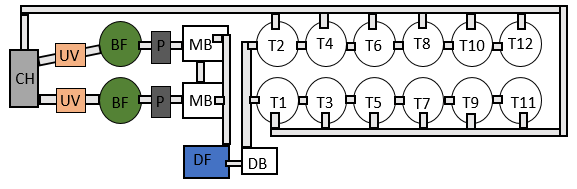 UV BF P MB T2 T4 T6 T8 T10 T12
CH
UV BF P MB T1 T3 T5 T7 T9 T11
DF DB